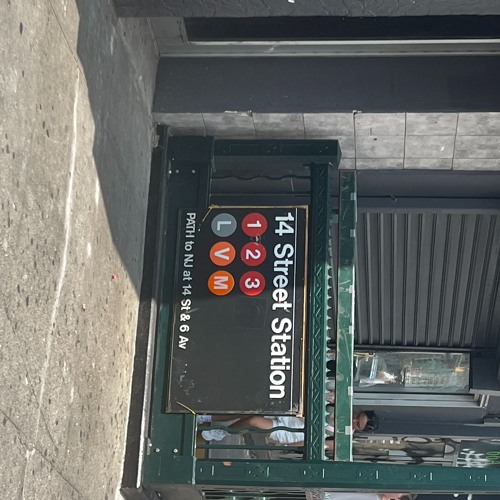 14 Street Station
1 2 3
L V M
PATH to NJ at 14 St & 6 Av